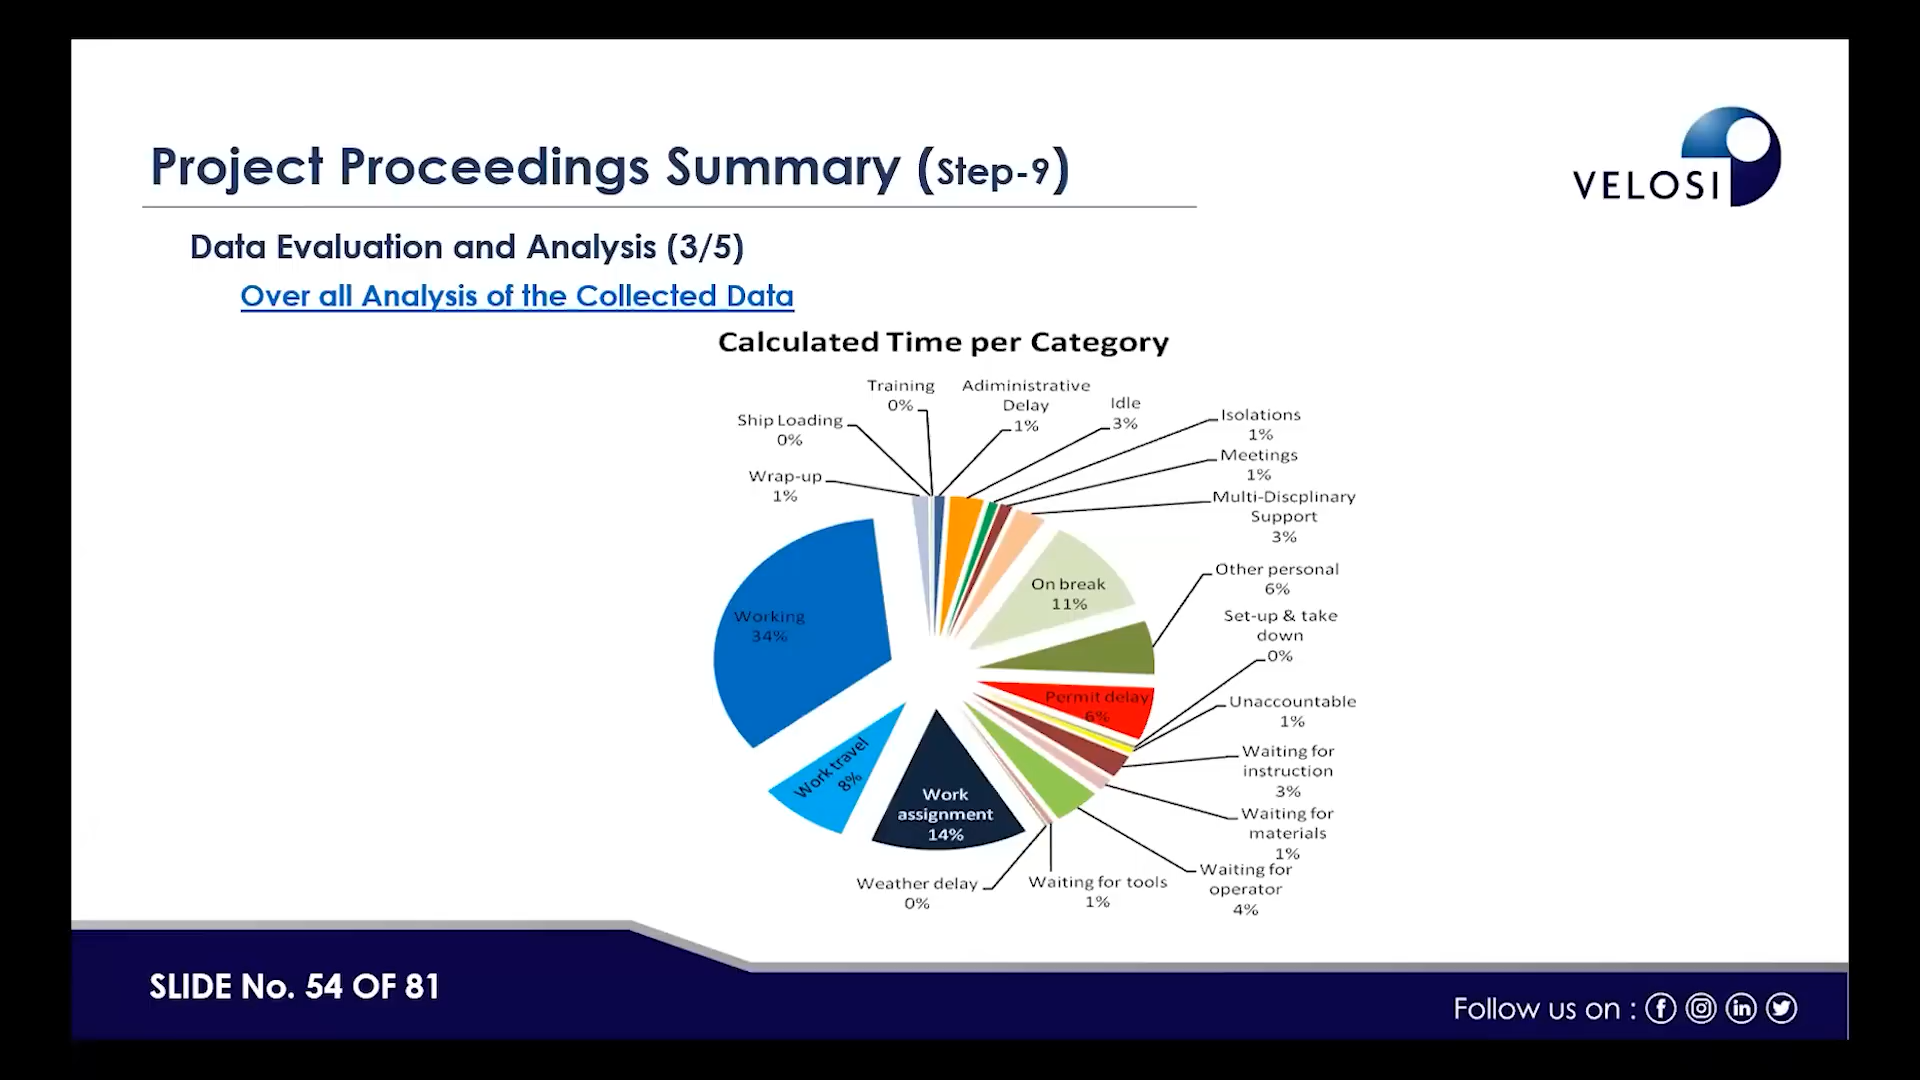 Project Proceedings Summary (Step-9)
VELOSI
Data Evaluation and Analysis (3/5)
Over all Analysis of the Collected Data
Calculated Time per Category
Training
0%
Adiministrative
Delay
1%
Idle
3%
Ship Loading
0%
Isolations
1%
Meetings
1%
Wrap-up
1%
Multi-Discplinary
Support
3%
Other personal
6%
On break
11%
Set-up & take
down
0%
Working
34%
Permit delay
6%
Unaccountable
1%
Waiting for
instruction
3%
Work travel
8%
Work
assignment
14%
Waiting for
materials
1%
Waiting for
operator
4%
Weather delay
0%
Waiting for tools
1%
SLIDE No. 54 OF 81
Follow us on :